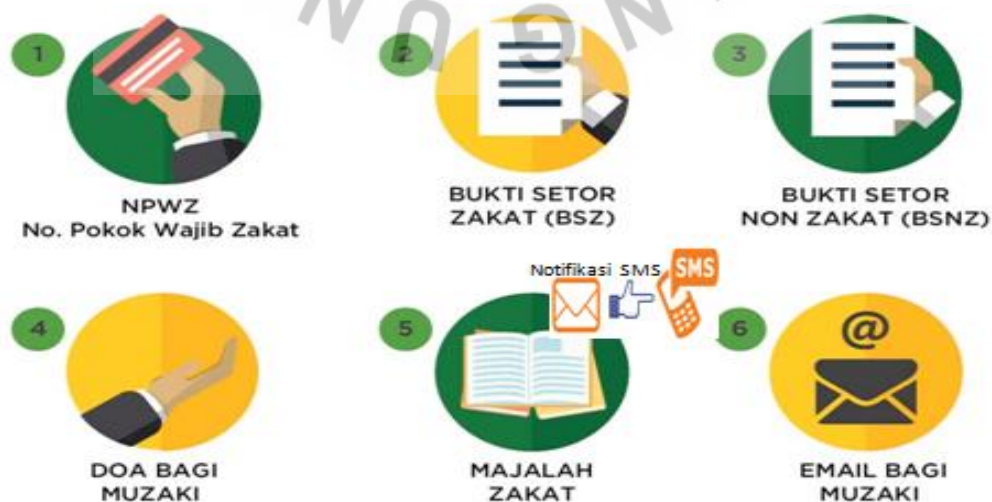 1
NPWZ
No. Pokok Wajib Zakat
2
BUKTI SETOR
ZAKAT (BSZ)
3
BUKTI SETOR
NON ZAKAT (BSNZ)
Notifikasi SMS
SMS
4
DOA BAGI
MUZAKI
5
MAJALAH
ZAKAT
6
@
EMAIL BAGI
MUZAKI